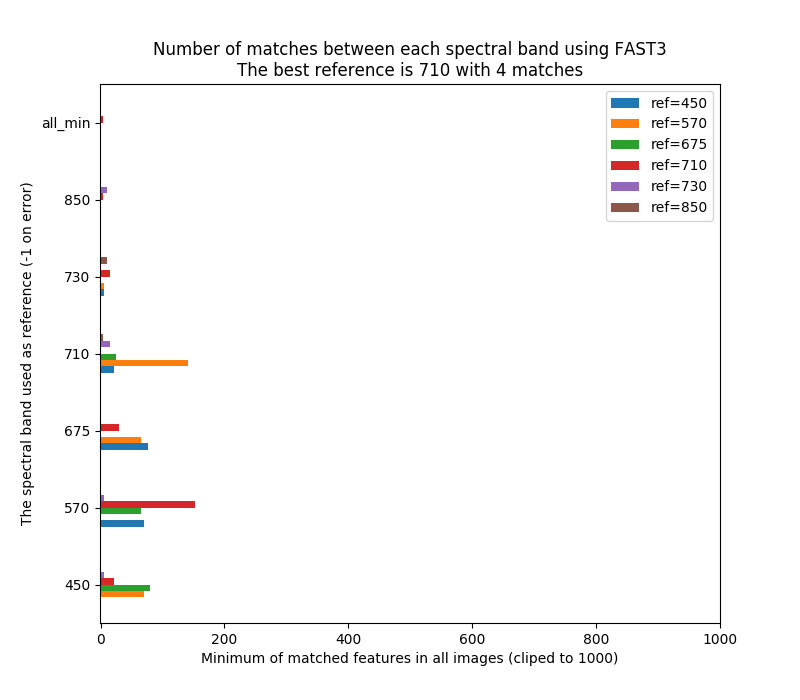 Number of matches between each spectral band using FAST3
The best reference is 710 with 4 matches
ref=450
ref=570
ref=675
ref=710
ref=730
ref=850
The spectral band used as reference (-1 on error)
all_min
850
730
710
675
570
450
0
200
400
600
800
1000
Minimum of matched features in all images (cliped to 1000)